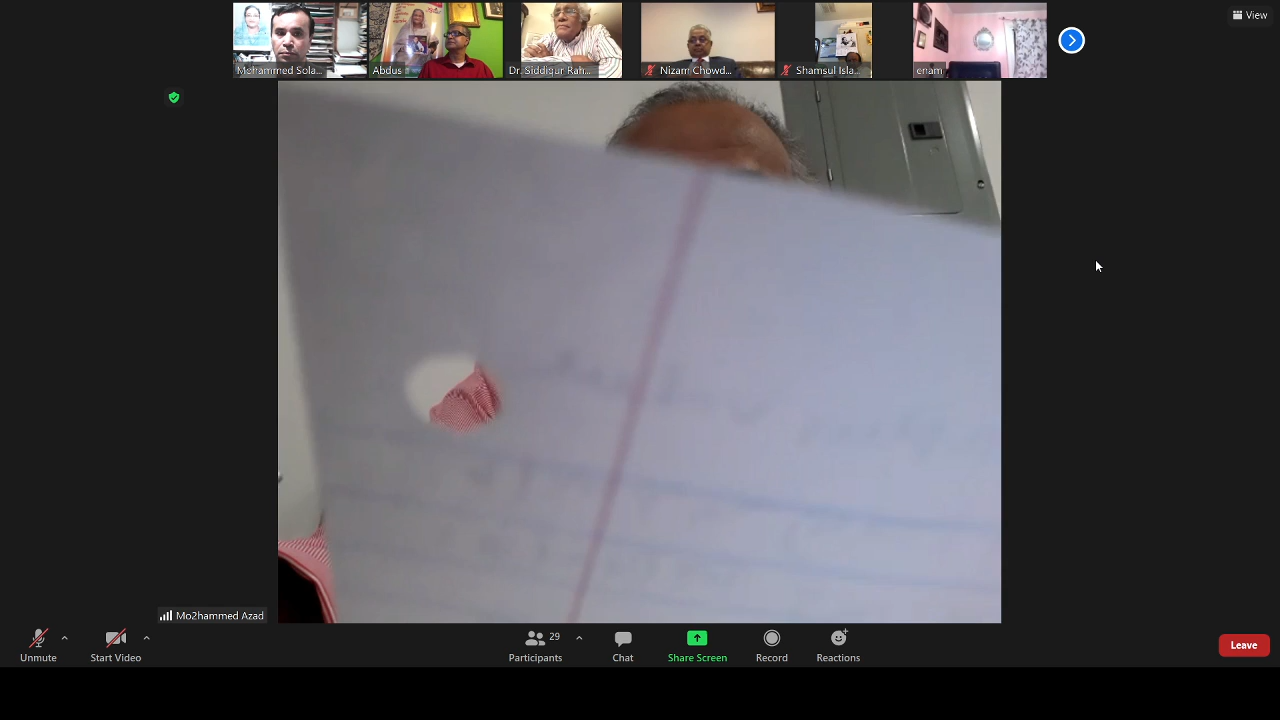 Mohammed Sola...
Abdus
Dr. Siddiqur Rah...
Nizam Chowd...
Shamsul Isla...
enam
View
Mo2hammed Azad
Unmute
Start Video
Participants
29
Chat
Share Screen
Record
Reactions
Leave